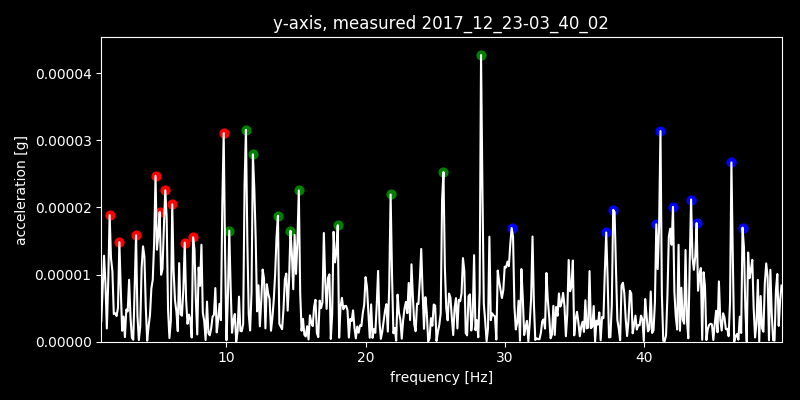 y-axis, measured 2017_12_23-03_40_02
0.00004
0.00003
0.00002
0.00001
0.00000
acceleration [g]
10 20 30 40
frequency [Hz]